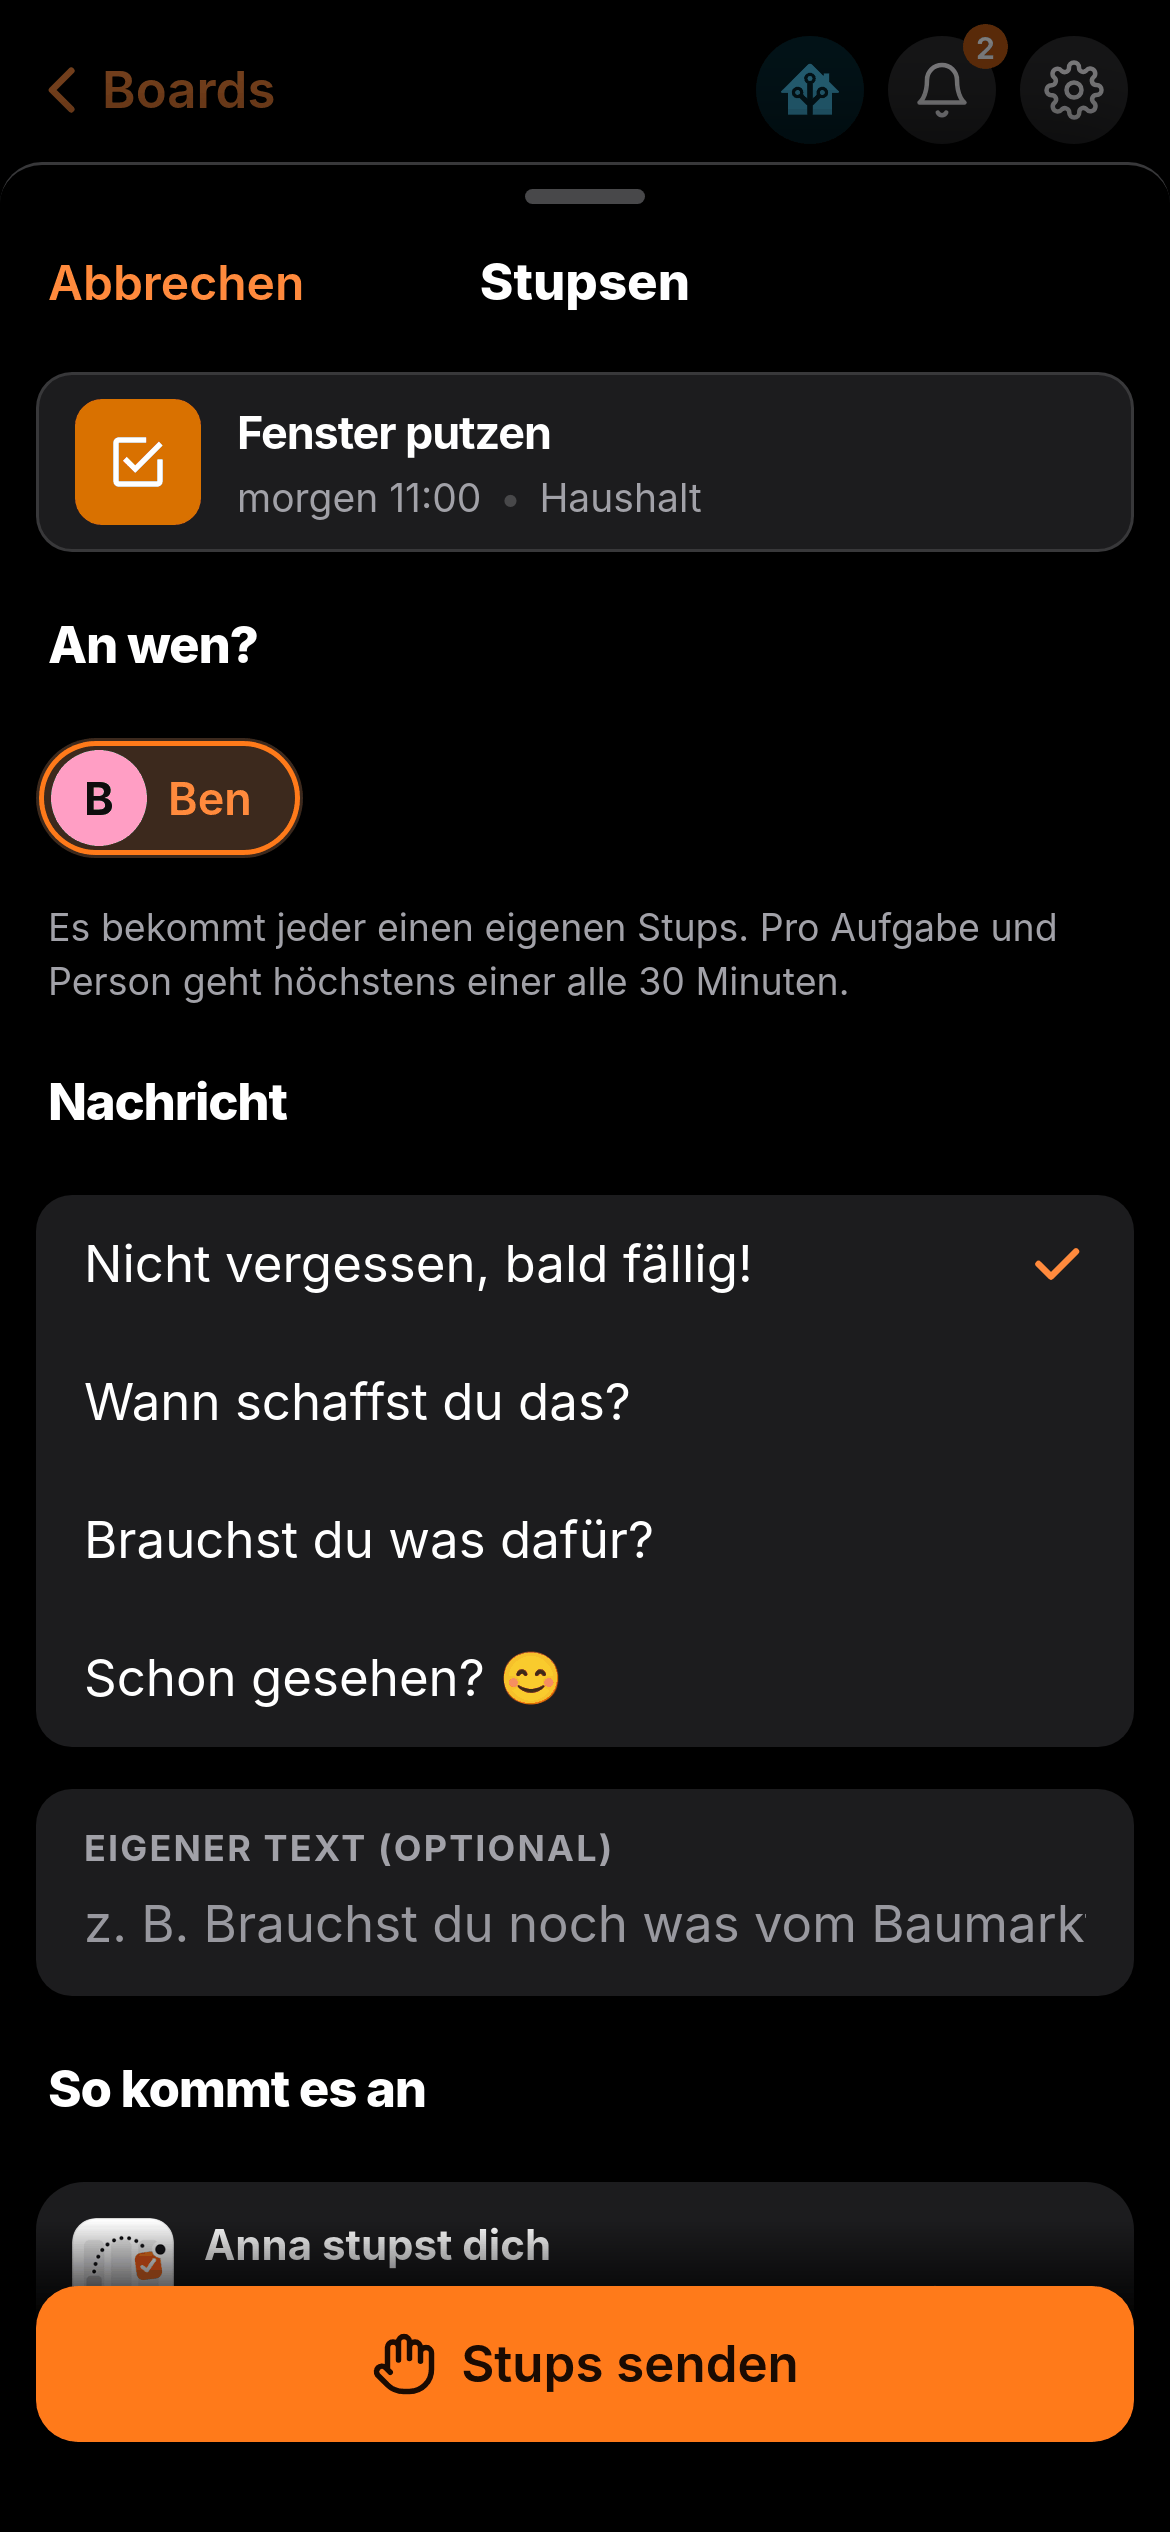 Boards
2
Abbrechen
Stupsen
Fenster putzen
morgen 11:00 • Haushalt
An wen?
B
Ben
Es bekommt jeder einen eigenen Stups. Pro Aufgabe und
Person geht höchstens einer alle 30 Minuten.
Nachricht
Nicht vergessen, bald fällig!
Wann schaffst du das?
Brauchst du was dafür?
Schon gesehen? 😊
EIGENER TEXT (OPTIONAL)
z. B. Brauchst du noch was vom
So kommt es an
Anna stupst dich
Stups senden